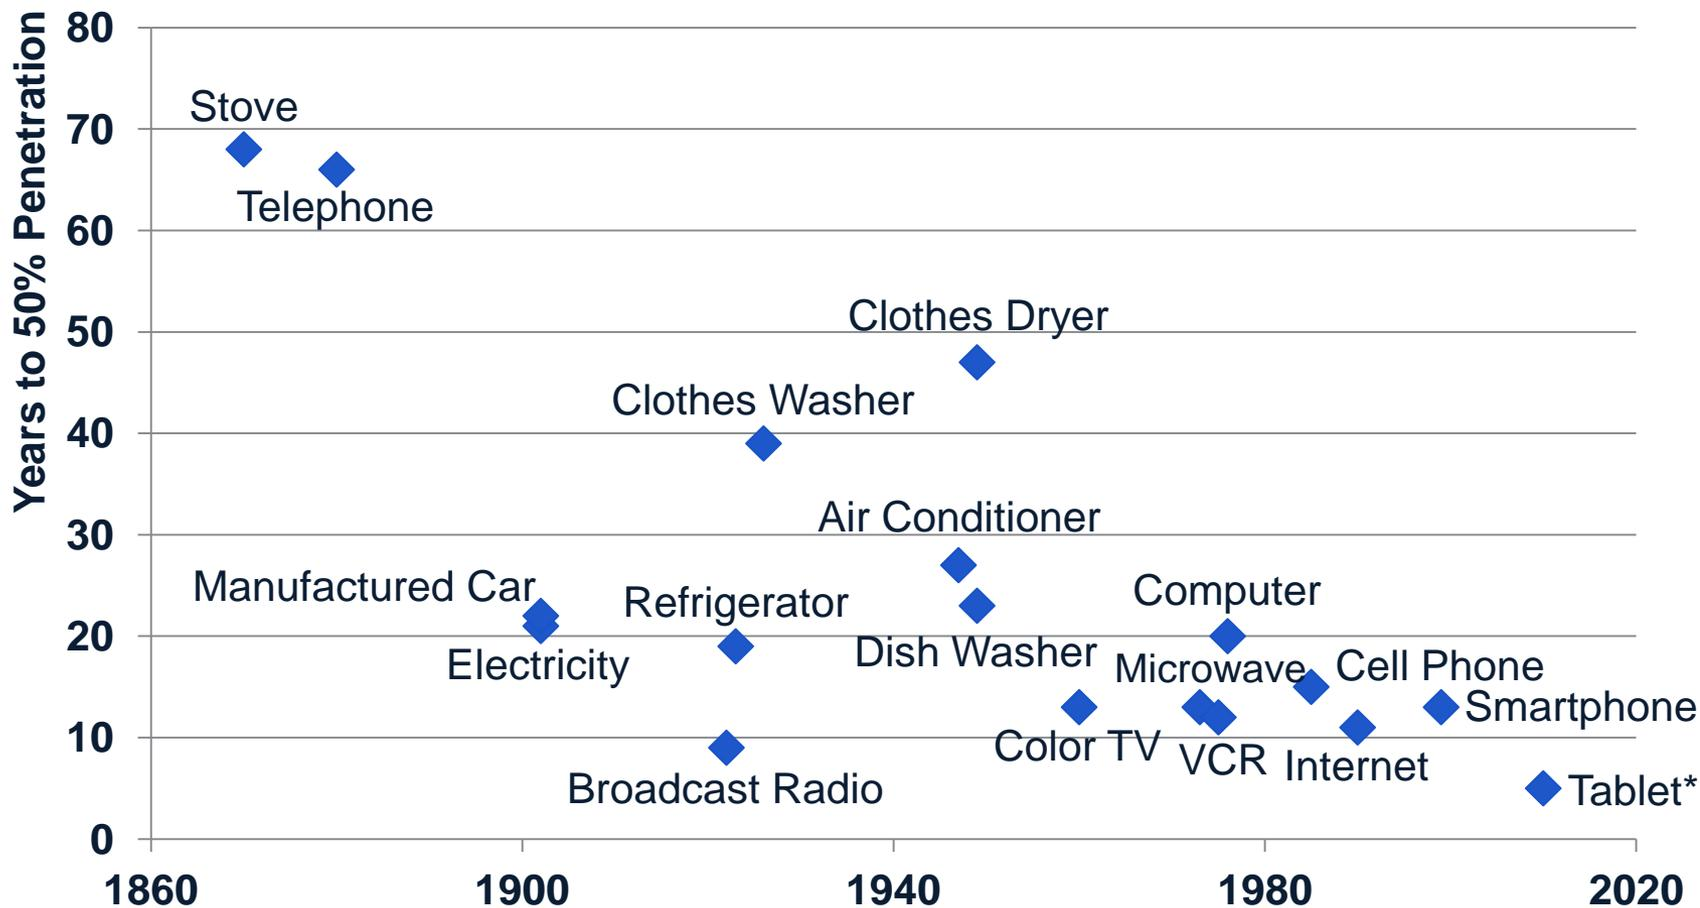 Years to 50% Penetration
80
70
60
50
40
30
20
10
0
Stove
Telephone
Clothes Dryer
Clothes Washer
Air Conditioner
Manufactured Car
Refrigerator
Computer
Electricity
Dish Washer
Microwave
Cell Phone
Smartphone
Color TV
VCR
Internet
Broadcast Radio
Tablet*
1860
1900
1940
1980
2020